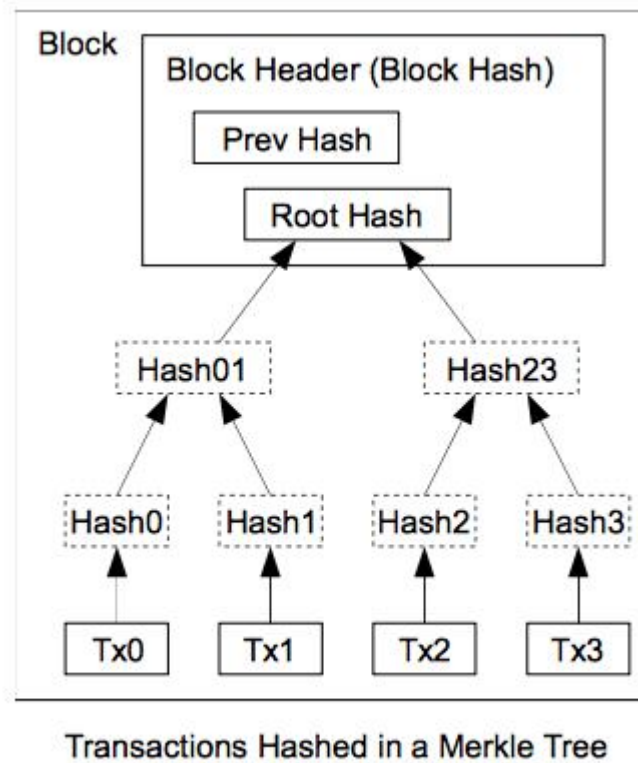 Block
Block Header (Block Hash)
Prev Hash
Root Hash
Hash01 Hash23
Hash0 Hash1 Hash2 Hash3
Tx0 Tx1 Tx2 Tx3
Transactions Hashed in a Merkle Tree